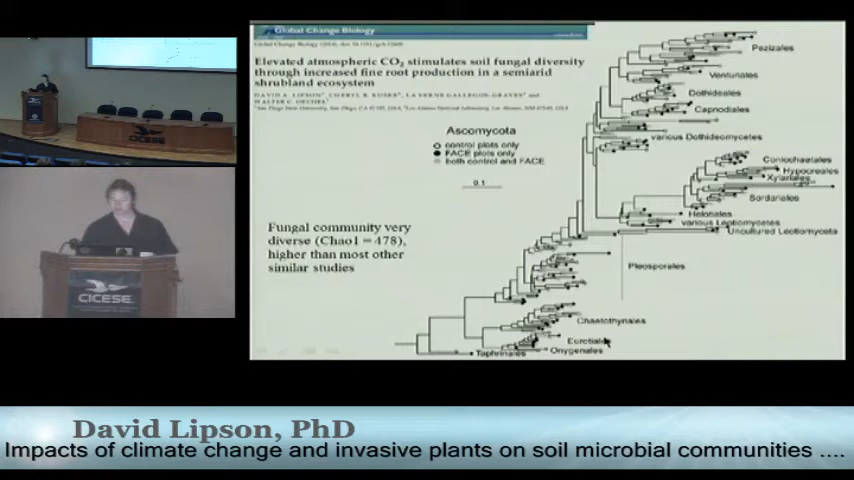 Global Change Biology
Elevated atmospheric CO₂ stimulates soil fungal diversity
through increased fine root production in a semiarid
shrubland ecosystem
Ascomycota
control plots only
FACE plots only
both control and FACE
0.1
Fungal community very
diverse (Chao1 = 478),
higher than most other
similar studies
Pezizales
Venturiales
Dothideales
Capnodiales
various Dothideomycetes
Coniochaetales
Hypocreales
Xylariales
Sordariales
Helotiales
various Leotiomycetes
Uncultured Leotiomyceta
Pleosporales
Chaetothyriales
Eurotiales
Onygenales
Taphrinales
CICESE
CICESE
David Lipson, PhD
Impacts of climate change and invasive plants on soil microbial communities ....